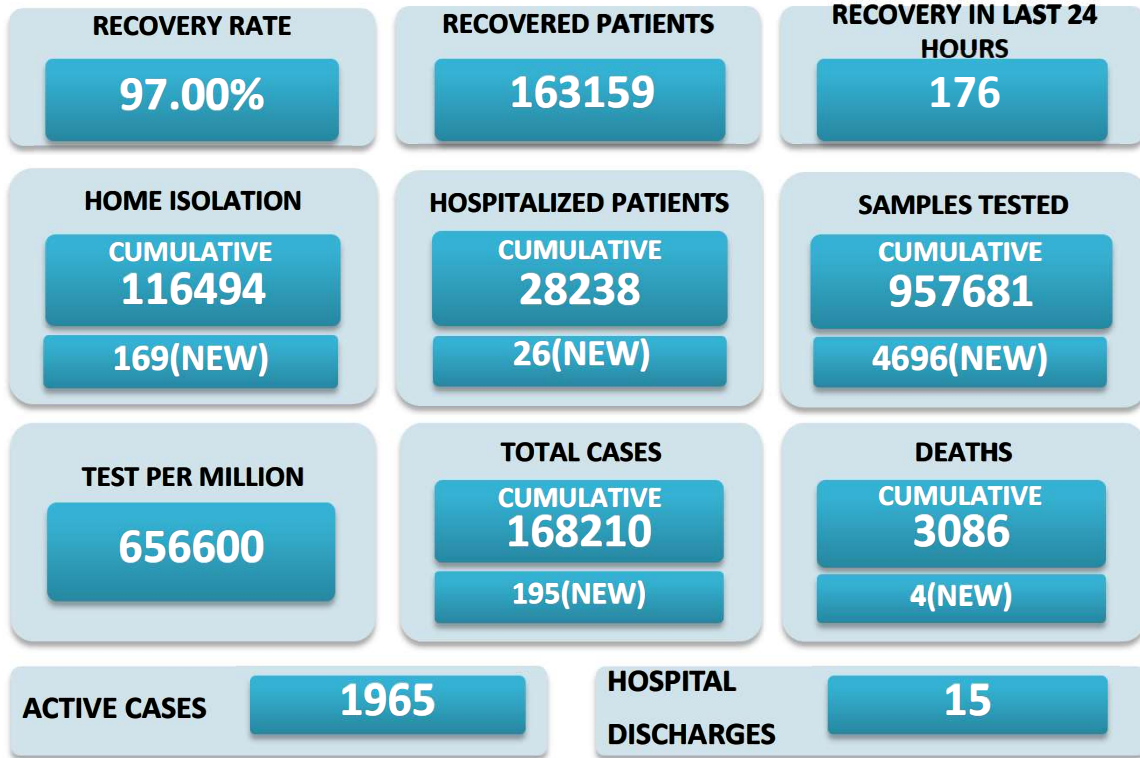 RECOVERY RATE
97.00%
RECOVERED PATIENTS
163159
RECOVERY IN LAST 24
HOURS
176
HOME ISOLATION
CUMULATIVE
116494
169(NEW)
HOSPITALIZED PATIENTS
CUMULATIVE
28238
26(NEW)
SAMPLES TESTED
CUMULATIVE
957681
4696(NEW)
TEST PER MILLION
656600
TOTAL CASES
CUMULATIVE
168210
195(NEW)
DEATHS
CUMULATIVE
3086
4(NEW)
ACTIVE CASES
1965
HOSPITAL
DISCHARGES
15